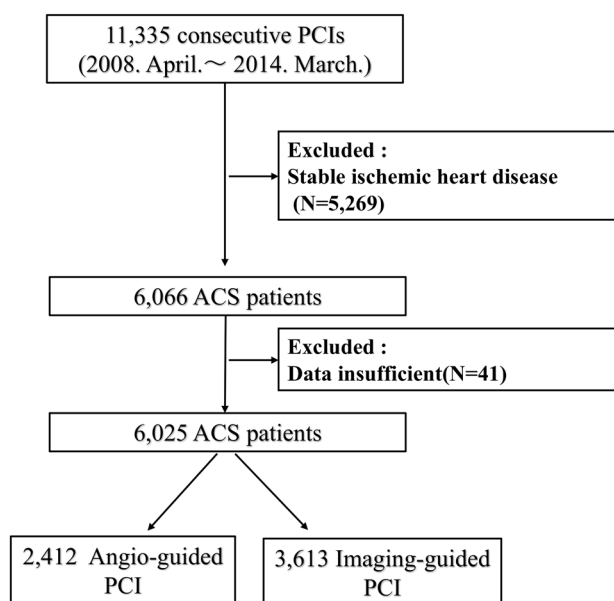 11,335 consecutive PCIs
(2008. April.～ 2014. March.)
Excluded :
Stable ischemic heart disease
(N=5,269)
6,066 ACS patients
Excluded :
Data insufficient(N=41)
6,025 ACS patients
2,412 Angio-guided
PCI
3,613 Imaging-guided
PCI